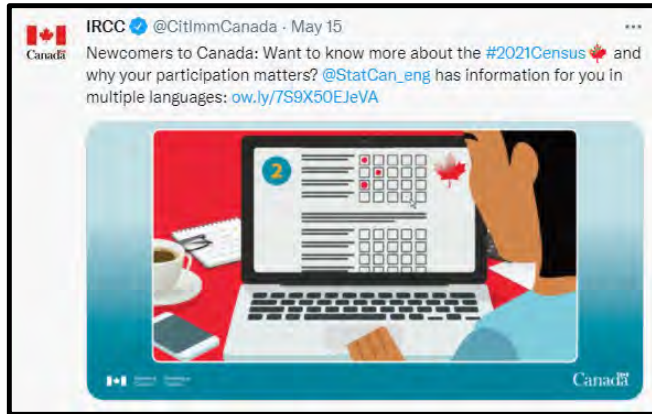 IRCC @CitImmCanada · May 15
Canada
Newcomers to Canada: Want to know more about the #2021Census and
why your participation matters? @StatCan_eng has information for you in
multiple languages: ow.ly/7S9X50EJeVA
2
Canada